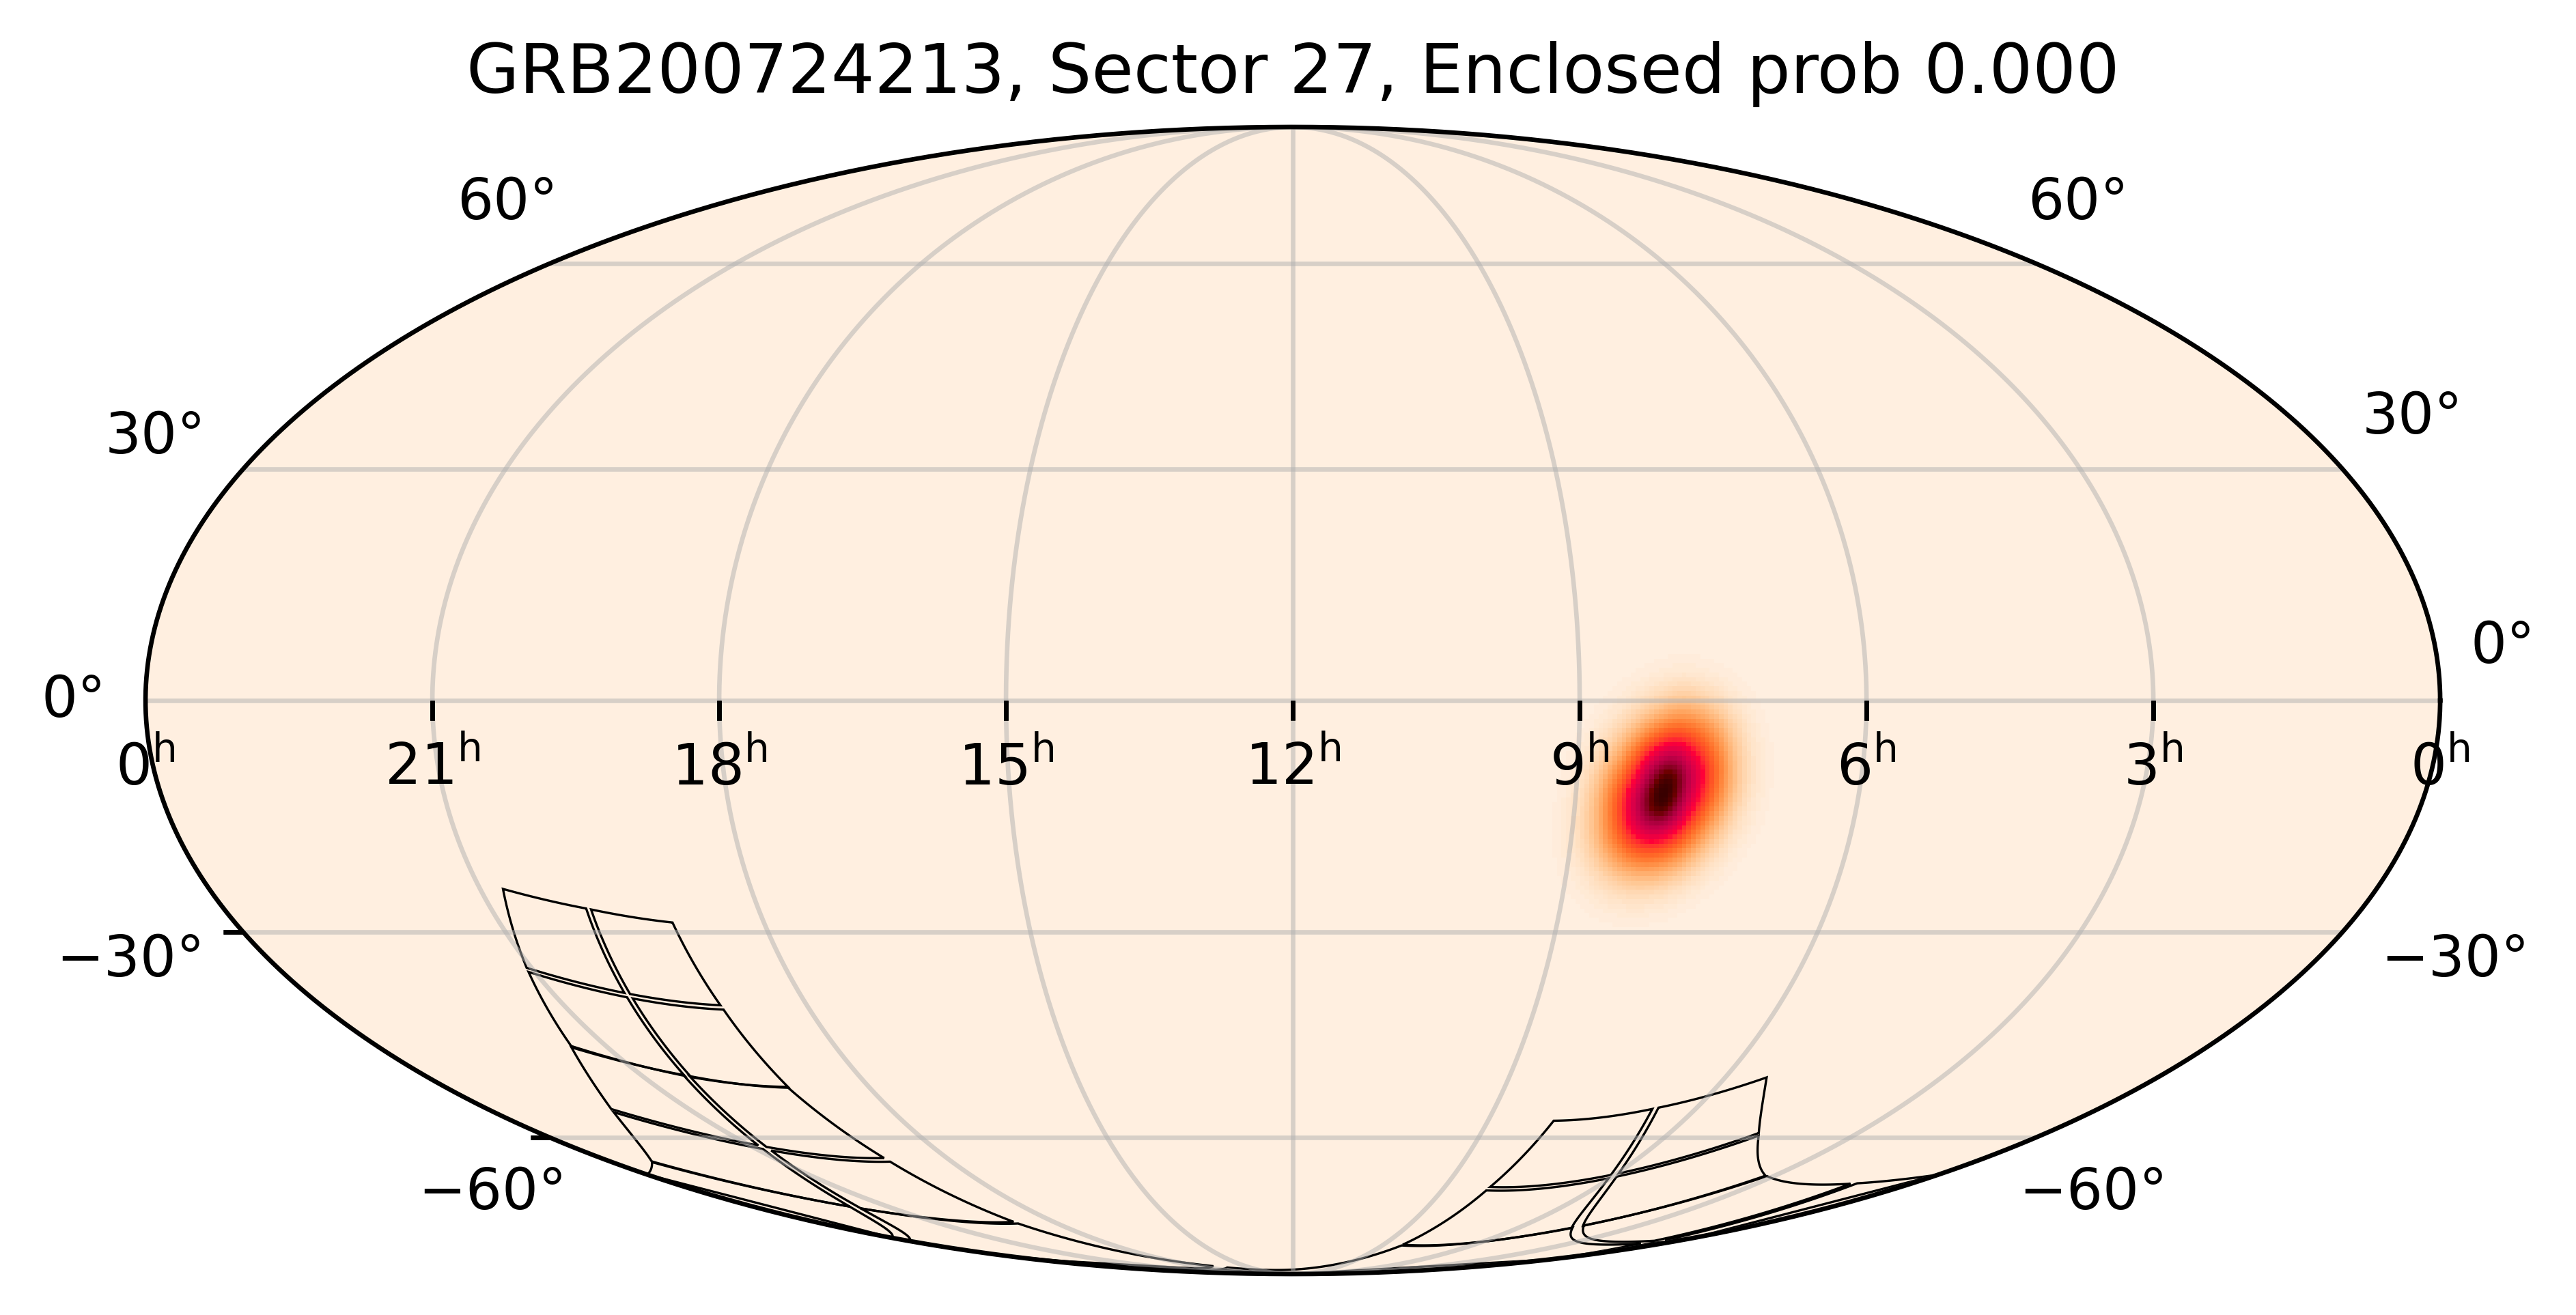 GRB200724213, Sector 27, Enclosed prob 0.000
60° 60°
30° 30°
0° 0°
0h 21h 18h 15h 12h 9h 6h 3h 0h
−30° −30°
−60° −60°